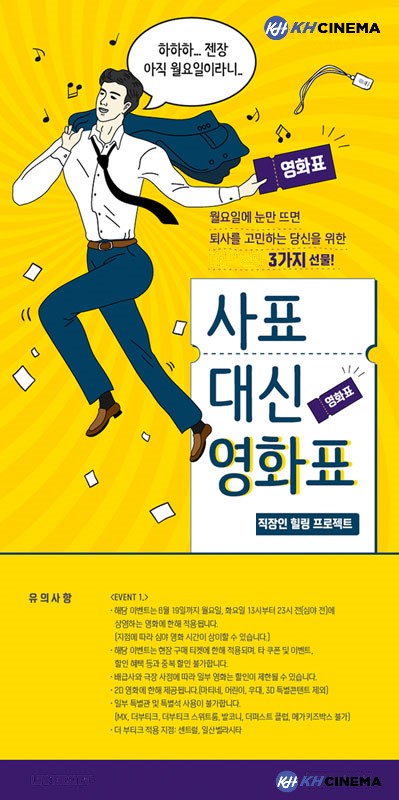 KH KHCINEMA
하하하... 젠장
아직 월요일이라니..
영화표
월요일에 눈만 뜨면
퇴사를 고민하는 당신을 위한
3가지 선물!
사표
대신
영화표
영화표
직장인 힐링 프로젝트
유의사항
<EVENT 1.>
· 해당 이벤트는 6월 19일까지 월요일, 화요일 13시부터 23시 전(심야 전)에
상영하는 영화에 한해 적용됩니다.
(지점에 따라 심야 영화 시간이 상이할 수 있습니다.)
· 해당 이벤트는 현장 구매 티켓에 한해 적용되며, 타 쿠폰 및 이벤트,
할인 혜택 등과 중복 할인 불가합니다.
· 배급사와 극장 사정에 따라 일부 영화는 할인이 제한될 수 있습니다.
· 2D 영화에 한해 제공됩니다.(마티네, 어린이, 우대, 3D 특별콘텐트 제외)
· 일부 특별관 및 특별석 사용이 불가합니다.
(MX, 더부티크, 더부티크 스위트룸, 발코니, 더퍼스트 클럽, 메가키즈박스 불가)
· 더 부티크 적용 지점: 센트럴, 일산벨라시타
KH KHCINEMA